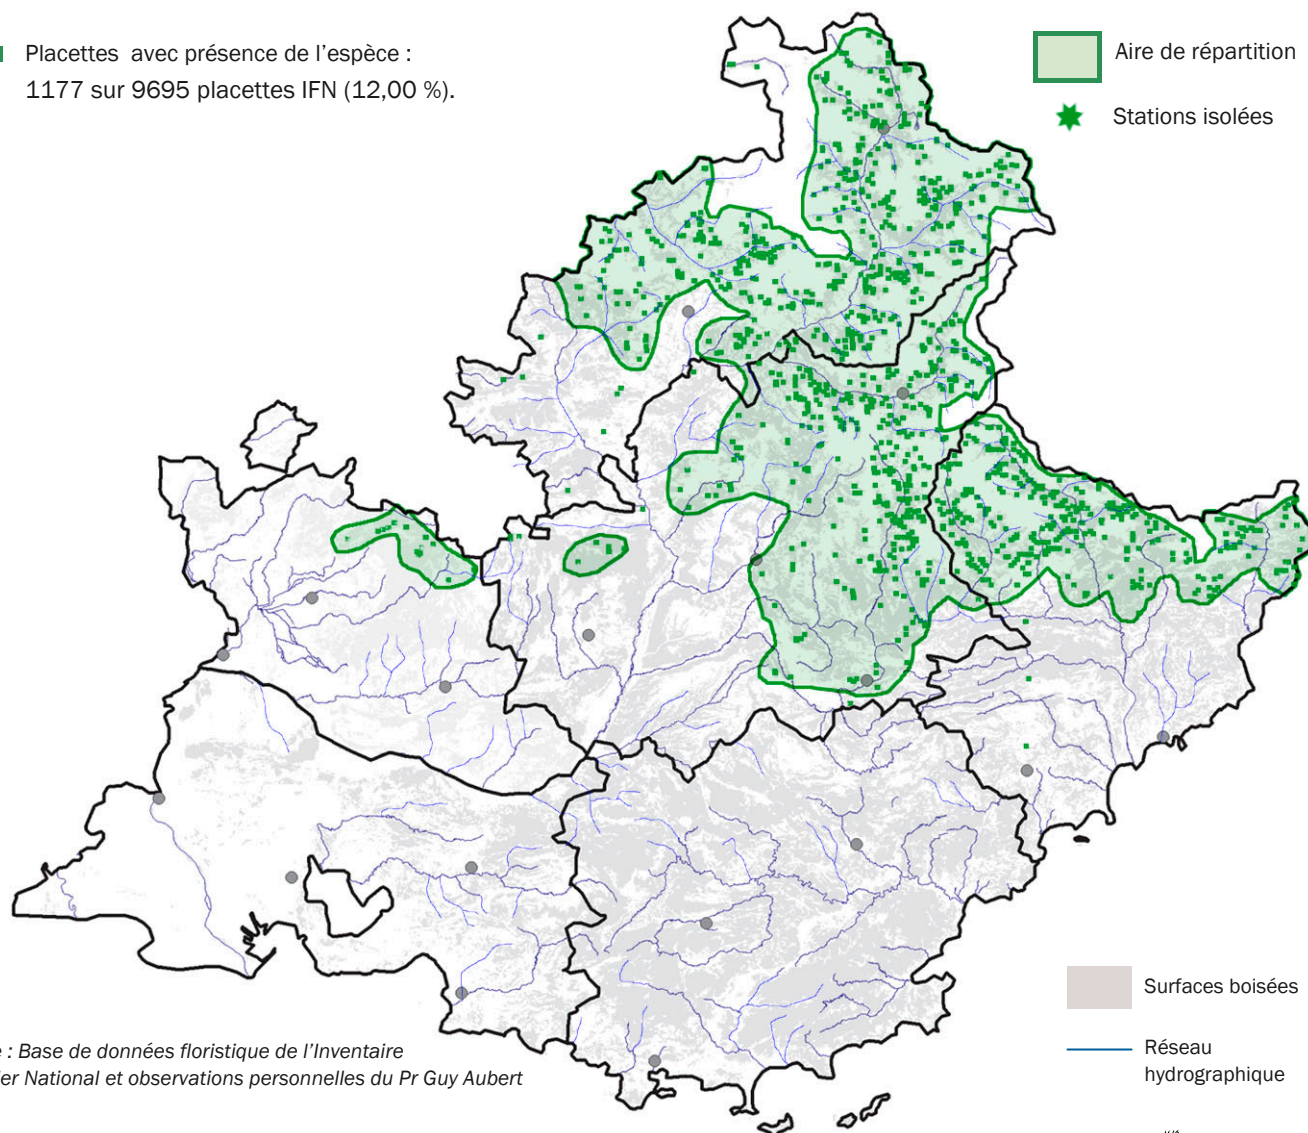 Placettes avec présence de l’espèce :
1177 sur 9695 placettes IFN (12,00 %).
Aire de répartition
Stations isolées
Surfaces boisées
Réseau
hydrographique
: Base de données floristique de l’Inventaire
National et observations personnelles du Pr Guy Aubert